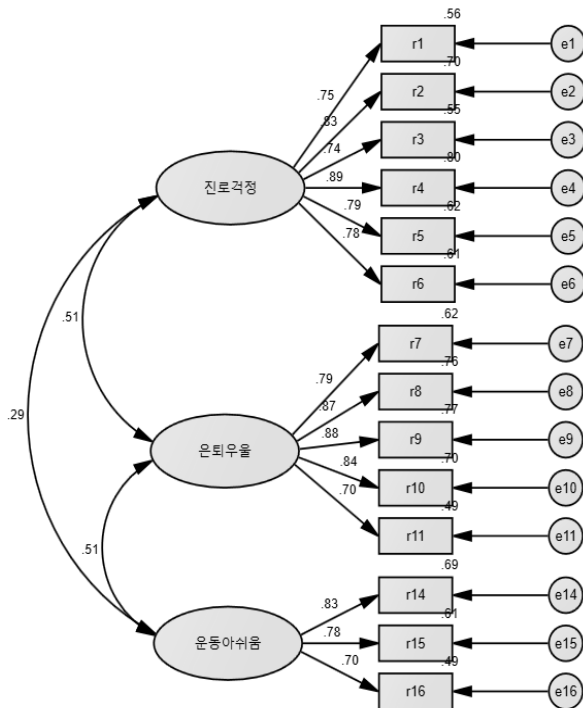 .56
r1
e1
.75
.70
r2
e2
.83
.55
r3
e3
.74
.80
r4
e4
.89
진로걱정
.62
r5
e5
.79
.61
r6
e6
.78
.51
.29
.62
r7
e7
.79
.76
r8
e8
.87
.77
r9
e9
.88
은퇴우울
.70
r10
e10
.84
.49
r11
e11
.70
.51
.69
r14
e14
.83
.61
r15
e15
.78
운동아쉬움
.49
r16
e16
.70